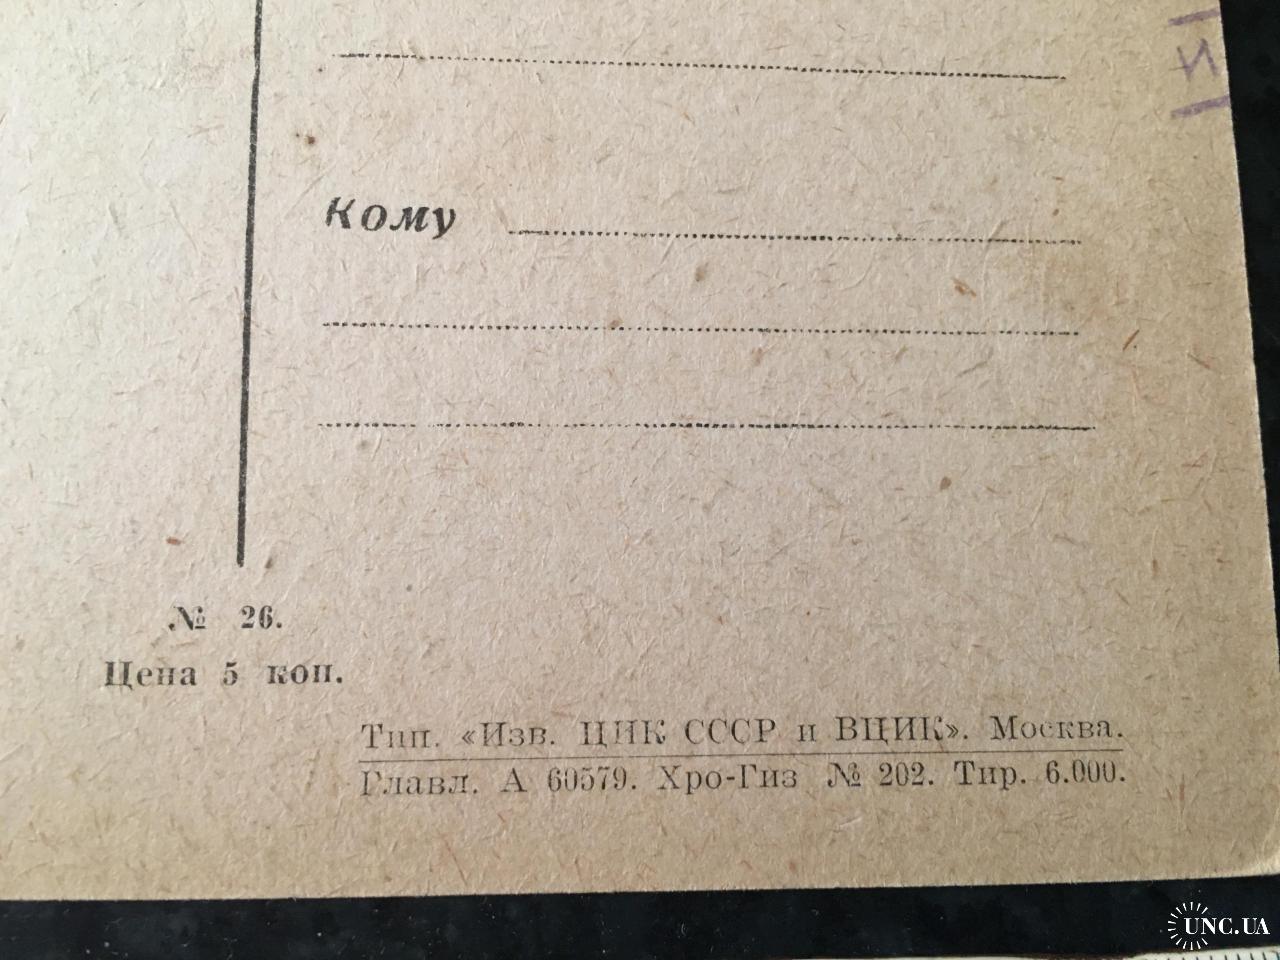 И
Кому
№ 26.
Цена 5 коп.
Тип. «Изв. ЦИК СССР и ВЦИК». Москва.
Главл. А 60579. Хро-Гиз № 202. Тир. 6.000.
UNC.UA